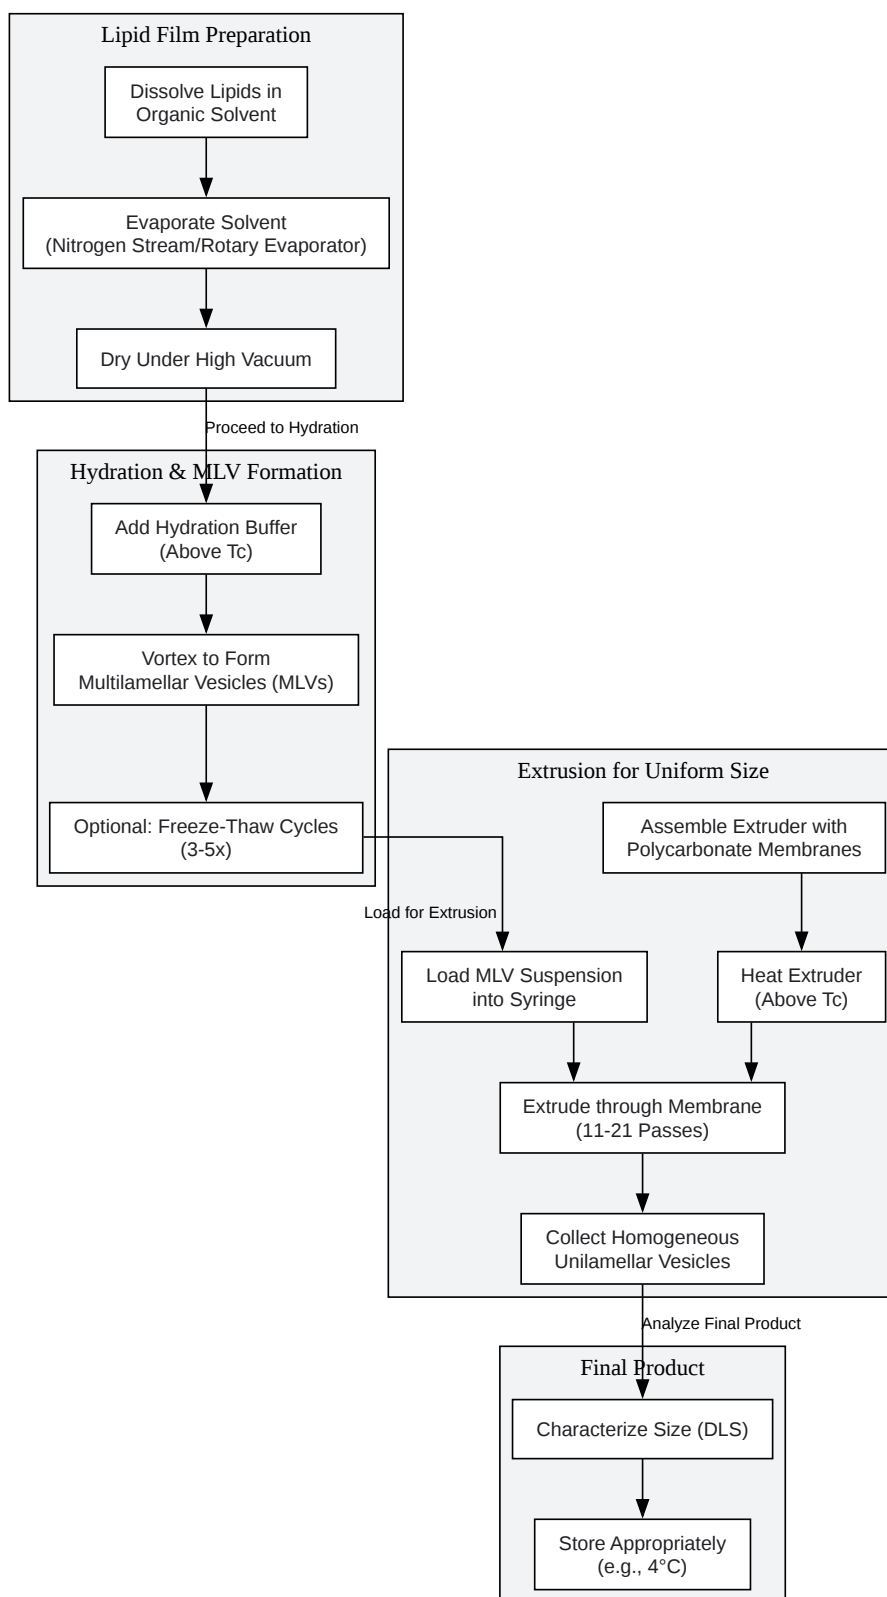 Lipid Film Preparation
Dissolve Lipids in
Organic Solvent
Evaporate Solvent
(Nitrogen Stream/Rotary Evaporator)
Dry Under High Vacuum
Proceed to Hydration
Hydration & MLV Formation
Add Hydration Buffer
(Above Tc)
Vortex to Form
Multilamellar Vesicles (MLVs)
Optional: Freeze-Thaw Cycles
(3-5x)
Extrusion for Uniform Size
Assemble Extruder with
Polycarbonate Membranes
Load for Extrusion
Load MLV Suspension
into Syringe
Heat Extruder
(Above Tc)
Extrude through Membrane
(11-21 Passes)
Collect Homogeneous
Unilamellar Vesicles
Analyze Final Product
Final Product
Characterize Size (DLS)
Store Appropriately
(e.g., 4°C)